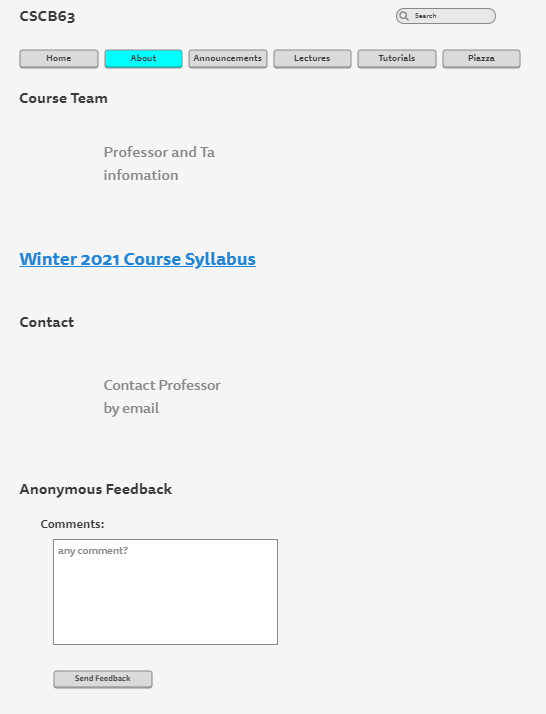 CSCB63
Search
Home About Announcements Lectures Tutorials Piazza
Course Team
Professor and Ta
infomation
Winter 2021 Course Syllabus
Contact
Contact Professor
by email
Anonymous Feedback
Comments:
any comment?
Send Feedback